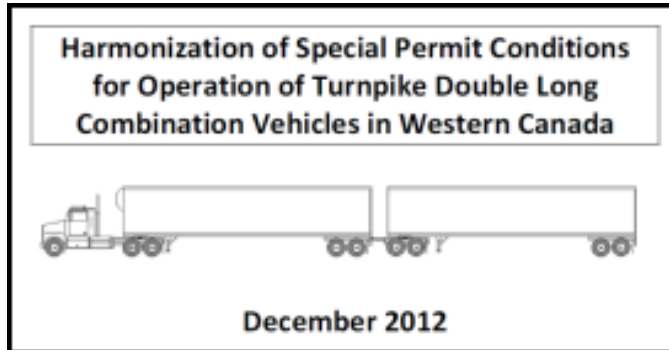 Harmonization of Special Permit Conditions
for Operation of Turnpike Double Long
Combination Vehicles in Western Canada
December 2012